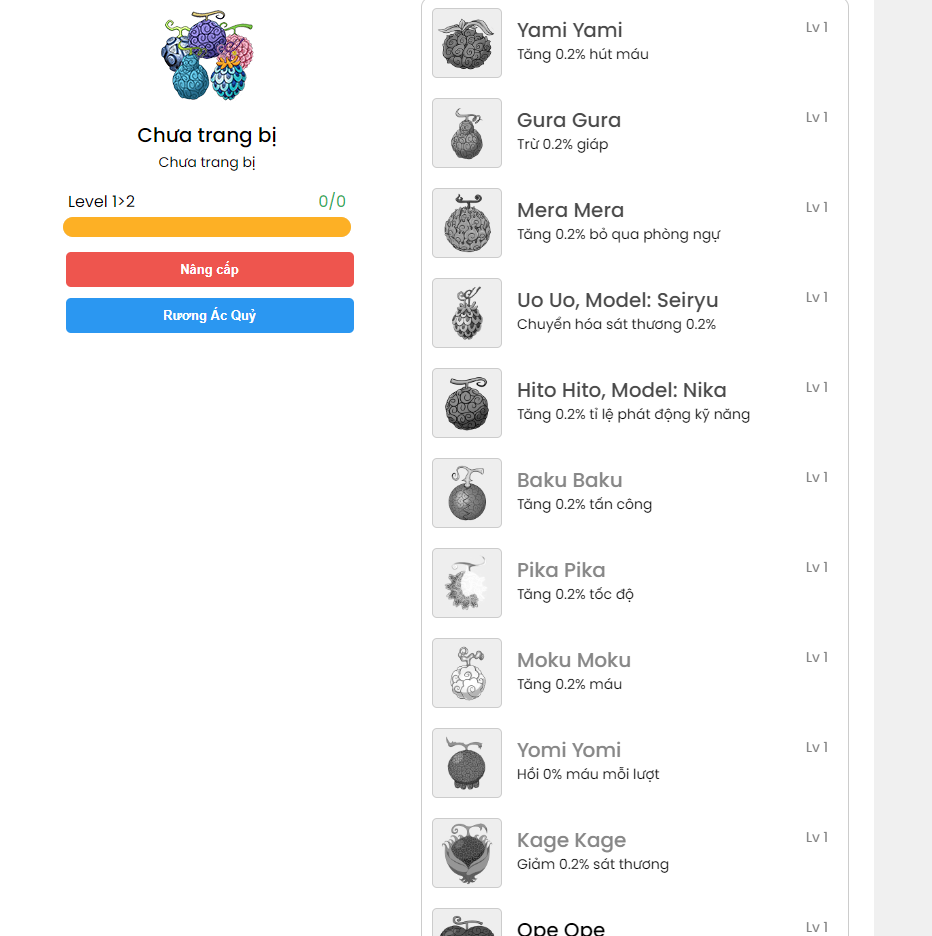 Chưa trang bị
Chưa trang bị
Level 1>2
0/0
Nâng cấp
Rương Ác Quỷ
Yami Yami
Lv 1
Tăng 0.2% hút máu
Gura Gura
Lv 1
Trừ 0.2% giáp
Mera Mera
Lv 1
Tăng 0.2% bỏ qua phòng ngự
Uo Uo, Model: Seiryu
Lv 1
Chuyển hóa sát thương 0.2%
Hito Hito, Model: Nika
Lv 1
Tăng 0.2% tỉ lệ phát động kỹ năng
Baku Baku
Lv 1
Tăng 0.2% tấn công
Pika Pika
Lv 1
Tăng 0.2% tốc độ
Moku Moku
Lv 1
Tăng 0.2% máu
Yomi Yomi
Lv 1
Hồi 0% máu mỗi lượt
Kage Kage
Lv 1
Giảm 0.2% sát thương
Ope Ope
Lv 1